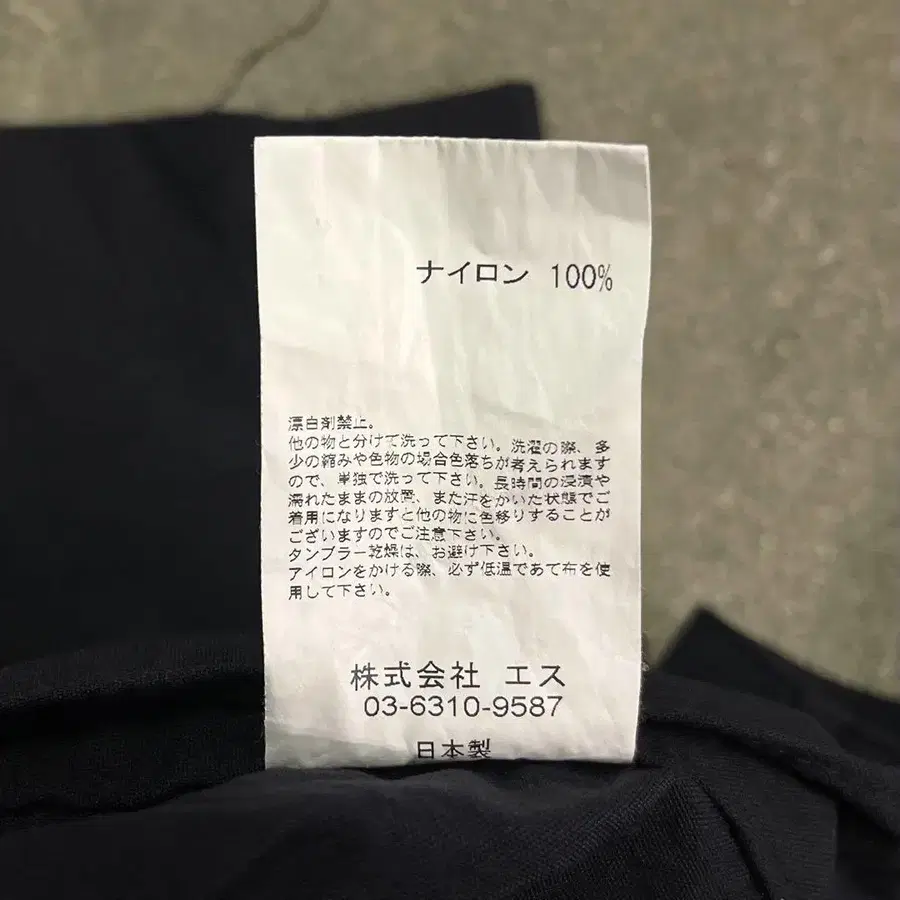 ナイロン 100%
漂白剤禁止。
他の物と分けて洗って下さい。洗濯の際、多
少の縮みや色物の場合色落ちが考えられます
ので、単独で洗って下さい。長時間の浸漬や
濡れたままの放置、また汗をかいた状態でご
着用になりますと他の物に色移りすることが
ございますのでご注意下さい。
タンブラー乾燥は、お避け下さい。
アイロンをかける際、必ず低温であて布を使
用して下さい。
株式会社 エス
03-6310-9587
日本製